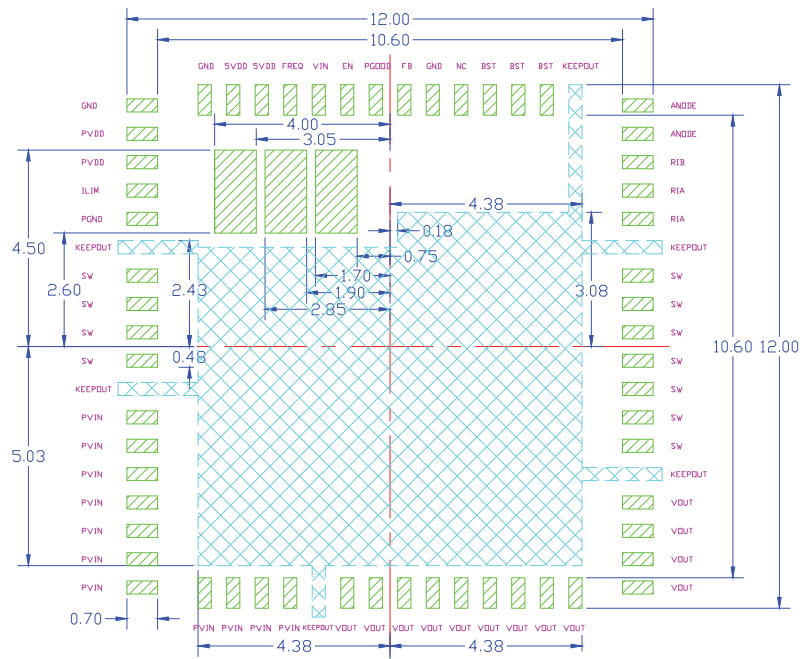 12.00
10.60
GND 5VDD 5VDD FREQ VIN EN PGOOD FB GND NC BST BST BST KEEPOUT
GND
ANODE
4.00
PVDD
3.05
ANODE
PVDD
RIB
ILIM
RIA
4.38
PGND
RIA
0.18
KEEPOUT
KEEPOUT
4.50
0.75
SW
1.70
SW
2.60
2.43
1.90
3.08
SW
SW
2.85
SW
SW
10.60 12.00
0.48
SW
SW
KEEPOUT
SW
PVIN
SW
PVIN
SW
5.03
PVIN
KEEPOUT
PVIN
VOUT
PVIN
VOUT
PVIN
VOUT
PVIN
VOUT
0.70
PVIN PVIN PVIN PVIN KEEPOUT VOUT VOUT VOUT VOUT VOUT VOUT VOUT VOUT VOUT
4.38
4.38